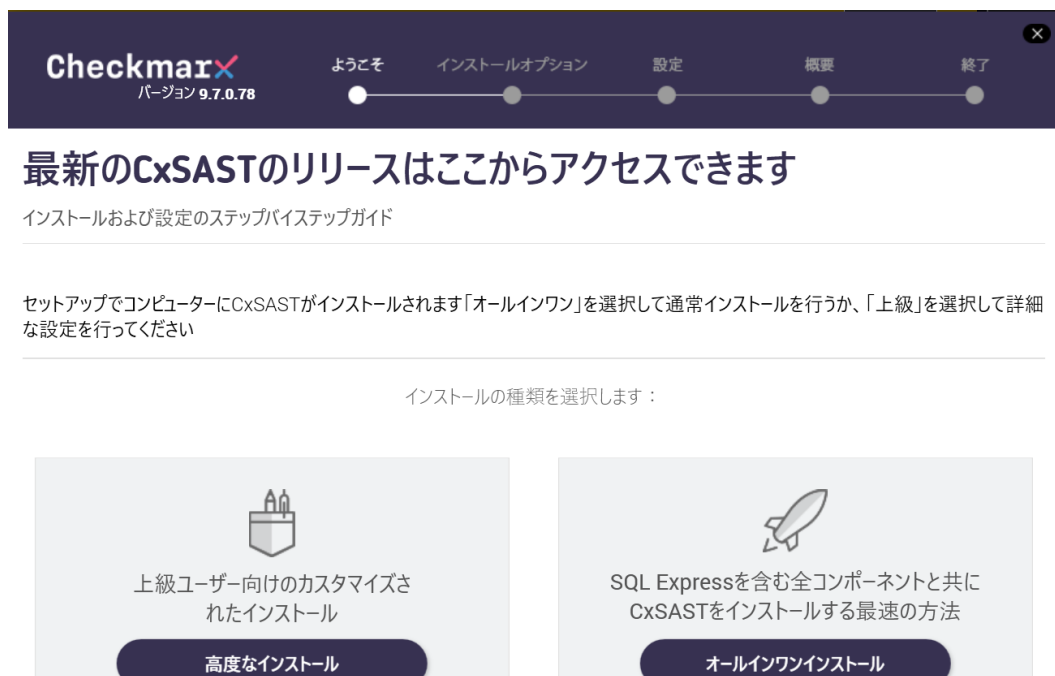 Checkmarx
バージョン 9.7.0.78
ようこそ
インストールオプション
設定
概要
終了
最新のCxSASTのリリースはここからアクセスできます
インストールおよび設定のステップバイステップガイド
セットアップでコンピューターにCxSASTがインストールされます「オールインワン」を選択して通常インストールを行うか、「上級」を選択して詳細
な設定を行ってください
インストールの種類を選択します：
上級ユーザー向けのカスタマイズさ
れたインストール
高度なインストール
SQL Expressを含む全コンポーネントと共に
CxSASTをインストールする最速の方法
オールインワンインストール